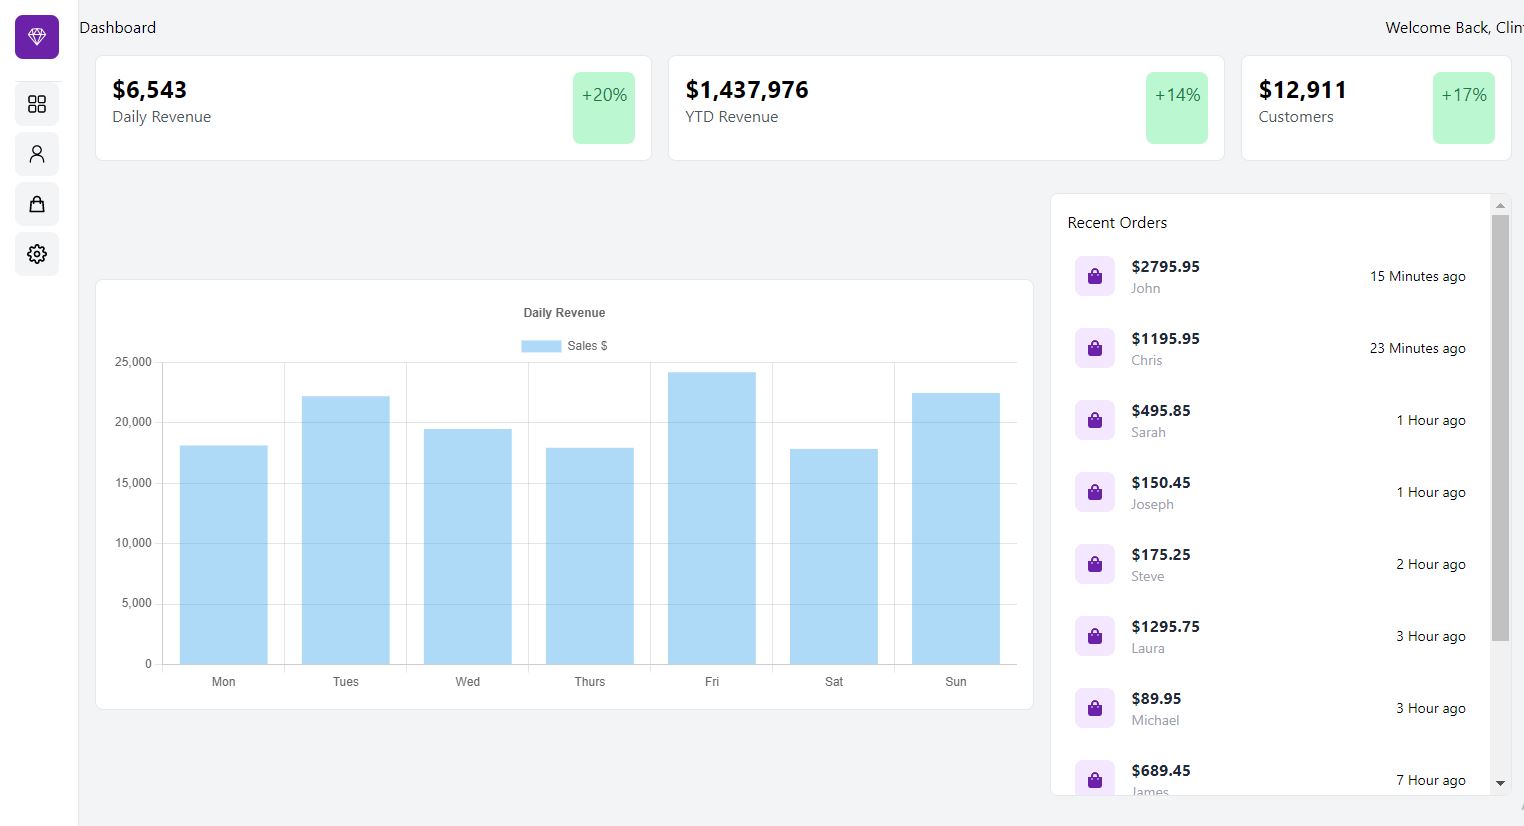 Dashboard
Welcome Back, Clin
$6,543
Daily Revenue
+20%
$1,437,976
YTD Revenue
+14%
$12,911
Customers
+17%
Daily Revenue
Sales $
25,000
20,000
15,000
10,000
5,000
0
Mon Tues Wed Thurs Fri Sat Sun
Recent Orders
$2795.95
John
15 Minutes ago
$1195.95
Chris
23 Minutes ago
$495.85
Sarah
1 Hour ago
$150.45
Joseph
1 Hour ago
$175.25
Steve
2 Hour ago
$1295.75
Laura
3 Hour ago
$89.95
Michael
3 Hour ago
$689.45
James
7 Hour ago